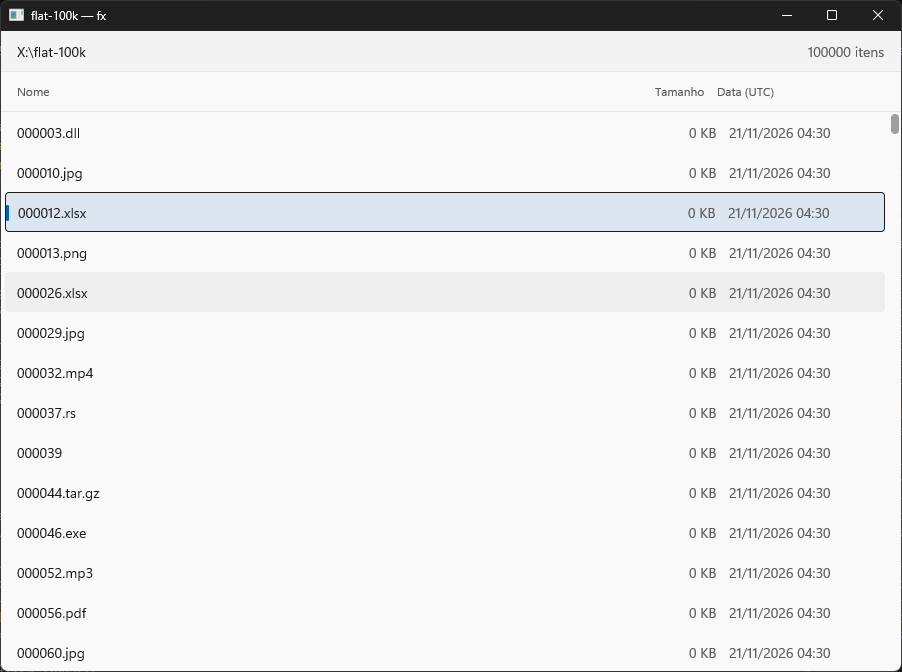 flat-100k — fx
X:\flat-100k 100000 itens
Nome Tamanho Data (UTC)
000003.dll 0 KB 21/11/2026 04:30
000010.jpg 0 KB 21/11/2026 04:30
000012.xlsx 0 KB 21/11/2026 04:30
000013.png 0 KB 21/11/2026 04:30
000026.xlsx 0 KB 21/11/2026 04:30
000029.jpg 0 KB 21/11/2026 04:30
000032.mp4 0 KB 21/11/2026 04:30
000037.rs 0 KB 21/11/2026 04:30
000039 0 KB 21/11/2026 04:30
000044.tar.gz 0 KB 21/11/2026 04:30
000046.exe 0 KB 21/11/2026 04:30
000052.mp3 0 KB 21/11/2026 04:30
000056.pdf 0 KB 21/11/2026 04:30
000060.jpg 0 KB 21/11/2026 04:30